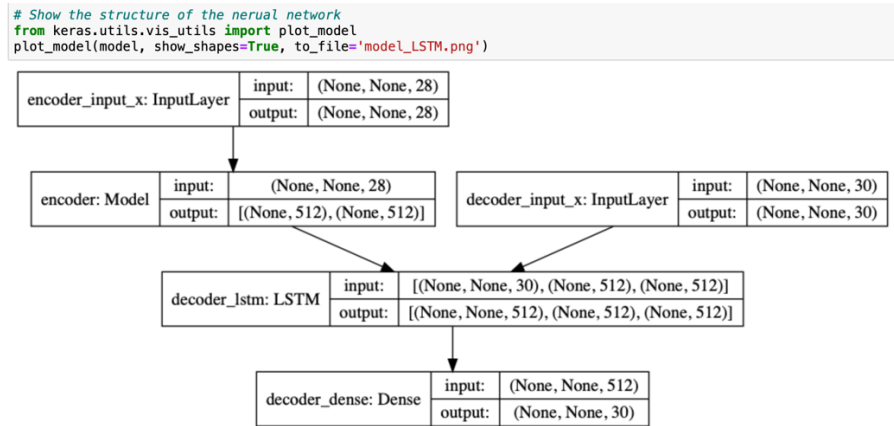 # Show the structure of the nerual network
from keras.utils.vis_utils import plot_model
plot_model(model, show_shapes=True, to_file='model_LSTM.png')
encoder_input_x: InputLayer
input: (None, None, 28)
output: (None, None, 28)
encoder: Model
input: (None, None, 28)
output: [(None, 512), (None, 512)]
decoder_input_x: InputLayer
input: (None, None, 30)
output: (None, None, 30)
decoder_lstm: LSTM
input: [(None, None, 30), (None, 512), (None, 512)]
output: [(None, None, 512), (None, 512), (None, 512)]
decoder_dense: Dense
input: (None, None, 512)
output: (None, None, 30)